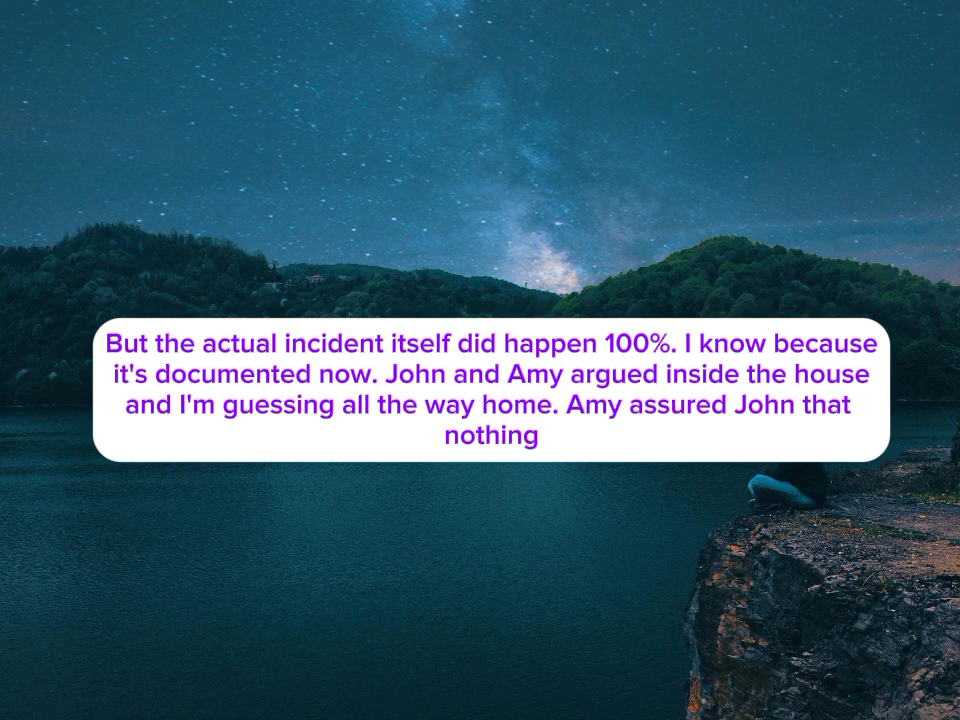 But the actual incident itself did happen 100%. I know because
it's documented now. John and Amy argued inside the house
and I'm guessing all the way home. Amy assured John that
nothing